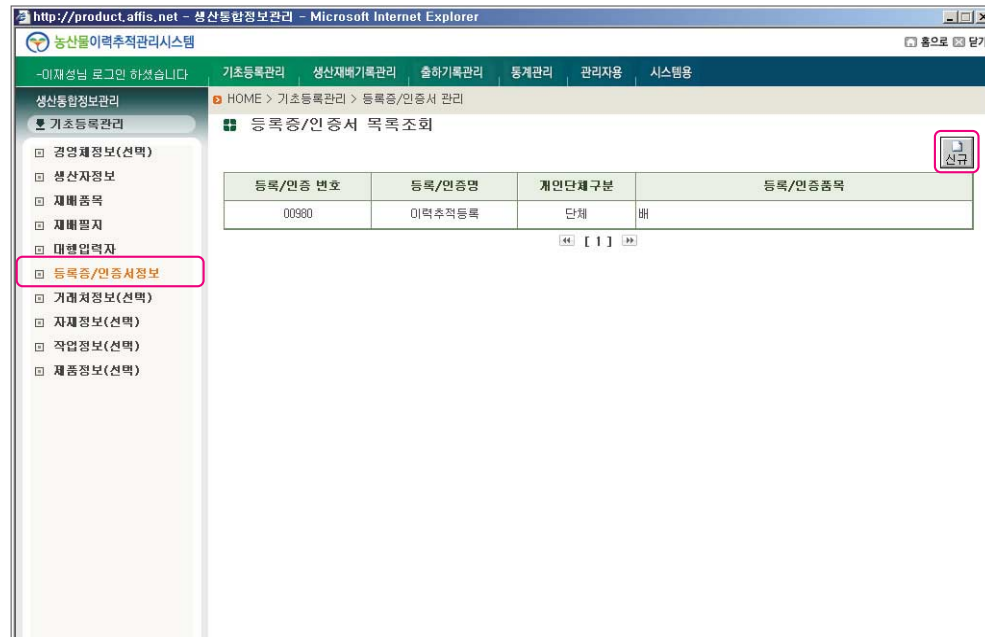 http://product.affis.net - 생산통합정보관리 - Microsoft Internet Explorer
농산물이력추적관리시스템
홈으로 닫기
-이재성님 로그인 하셨습니다
기초등록관리 생산재배기록관리 출하기록관리 통계관리 관리자용 시스템용
생산통합정보관리
HOME > 기초등록관리 > 등록증/인증서 관리
기초등록관리
등록증/인증서 목록조회
신규
경영체정보(선택)
생산자정보
재배품목
재배필지
대행입력자
등록증/인증서정보
거래처정보(선택)
자재정보(선택)
작업정보(선택)
제품정보(선택)
등록/인증 번호 등록/인증명 개인단체구분 등록/인증품목
00980 이력추적등록 단체 배
[ 1 ]